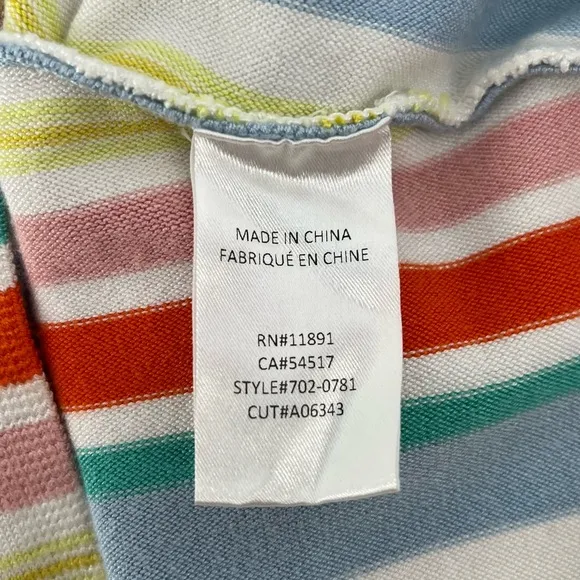 MADE IN CHINA
FABRIQUÉ EN CHINE
RN#11891
CA#54517
STYLE#702-0781
CUT#A06343